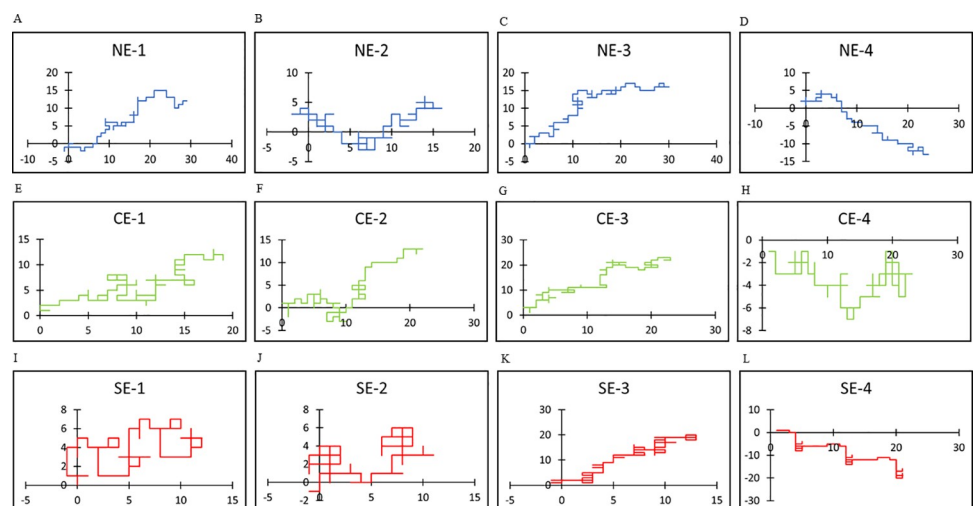 A
B
C
D
NE-1
20
15
10
5
0
-5
-10 0 10 20 30 40
NE-2
10
5
0
-5
0 5 10 15 20
NE-3
20
15
10
5
0
-5
0 10 20 30 40
NE-4
10
5
0
-5
-10
-15
-10 0 10 20 30
E
F
G
H
CE-1
15
10
5
0
0 5 10 15 20
CE-2
15
10
5
0
-5
0 10 20 30
CE-3
30
20
10
0
0 10 20 30
CE-4
0 10 20 30
0
-2
-4
-6
-8
I
J
K
L
SE-1
8
6
4
2
0
-5 0 5 10 15
SE-2
8
6
4
2
0
-2
-5 0 5 10 15
SE-3
30
20
10
0
-5 0 5 10 15
SE-4
10
0
-10
-20
-30
0 10 20 30